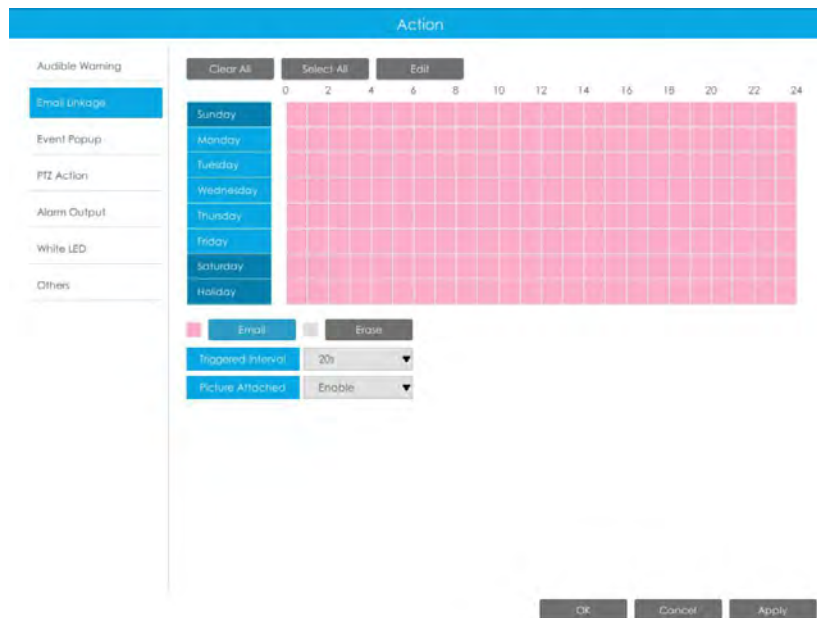 Action
Audible Warning
Email Linkage
Event Popup
PTZ Action
Alarm Output
White LED
Others
Clear All Select All Edit
0 2 4 6 8 10 12 14 16 18 20 22 24
Sunday
Monday
Tuesday
Wednesday
Thursday
Friday
Saturday
Holiday
Email Erase
Triggered Interval 20s
Picture Attached Enable
OK Cancel Apply